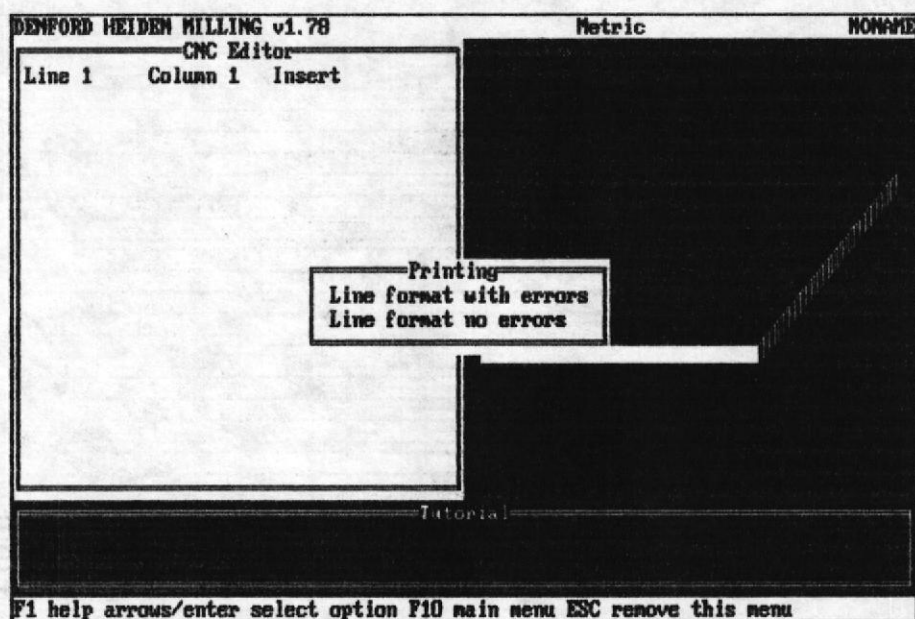 DENFORD HEIDEN MILLING v1.78 Metric NONAME
CNC Editor
Line 1 Column 1 Insert
Printing
Line format with errors
Line format no errors
Tutorial
F1 help arrows/enter select option F10 main menu ESC remove this menu